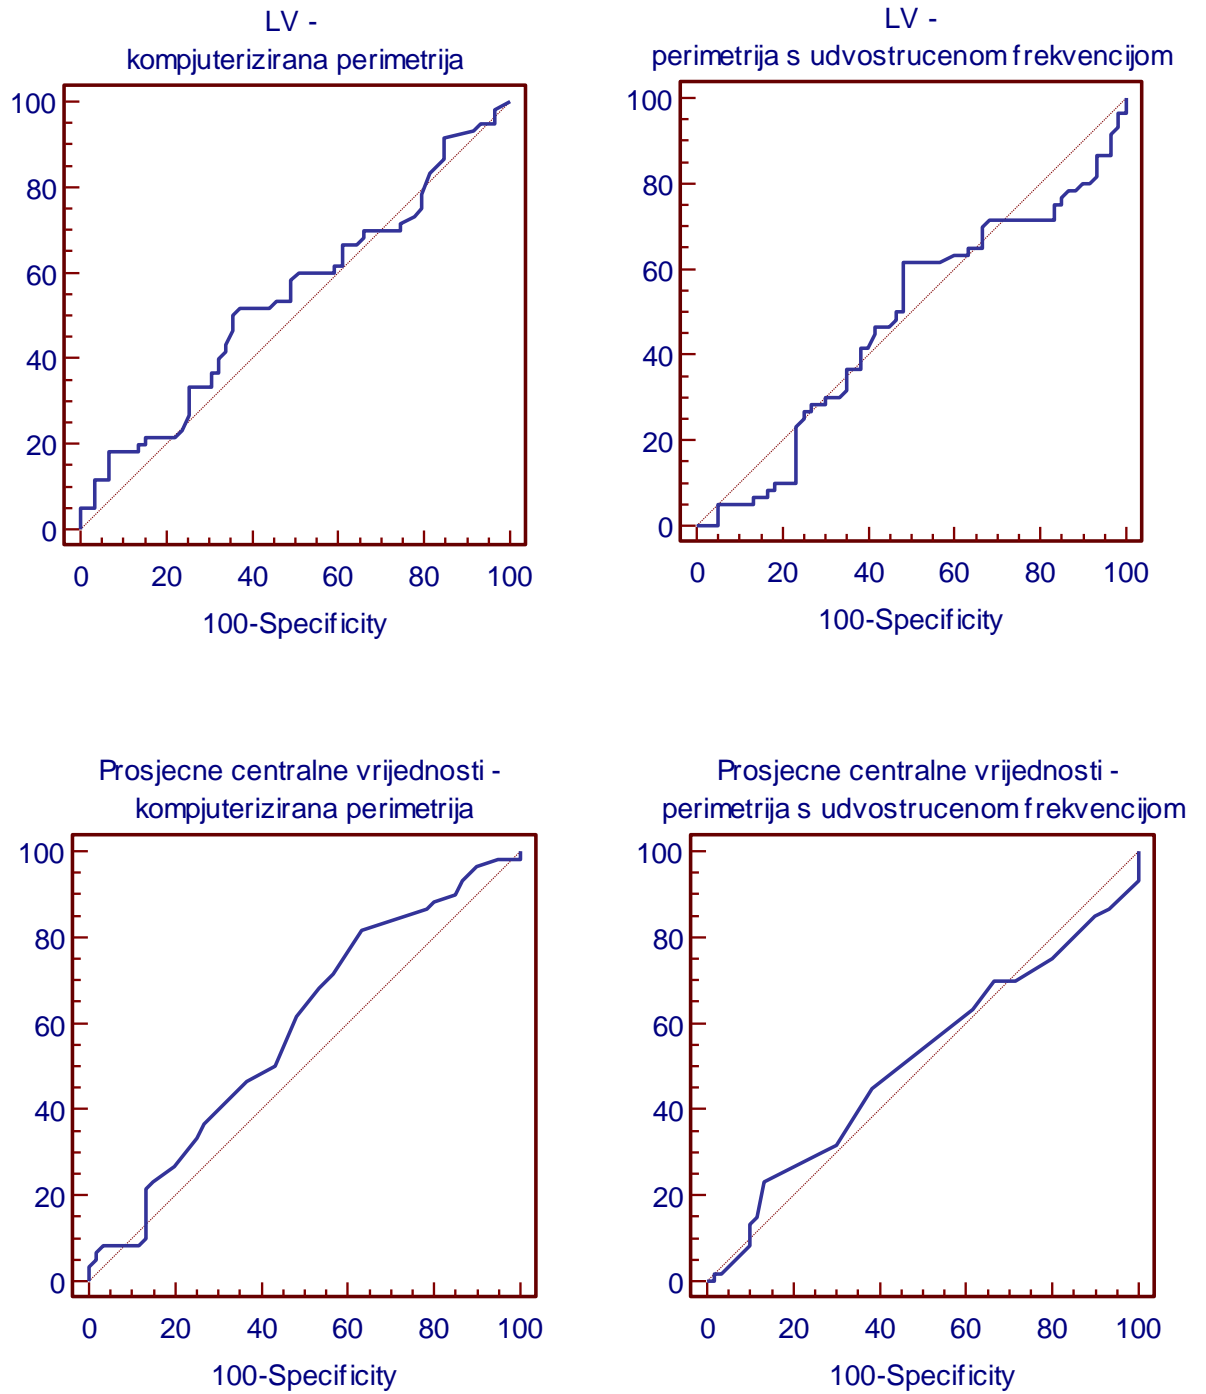 LV -
kompjuterizirana perimetrija
100
80
60
40
20
0
0 20 40 60 80 100
100-Specificity
LV -
perimetrija s udvostrucenom frekvencijom
100
80
60
40
20
0
0 20 40 60 80 100
100-Specificity
Prosjecne centralne vrijednosti -
kompjuterizirana perimetrija
100
80
60
40
20
0
0 20 40 60 80 100
100-Specificity
Prosjecne centralne vrijednosti -
perimetrija s udvostrucenom frekvencijom
100
80
60
40
20
0
0 20 40 60 80 100
100-Specificity